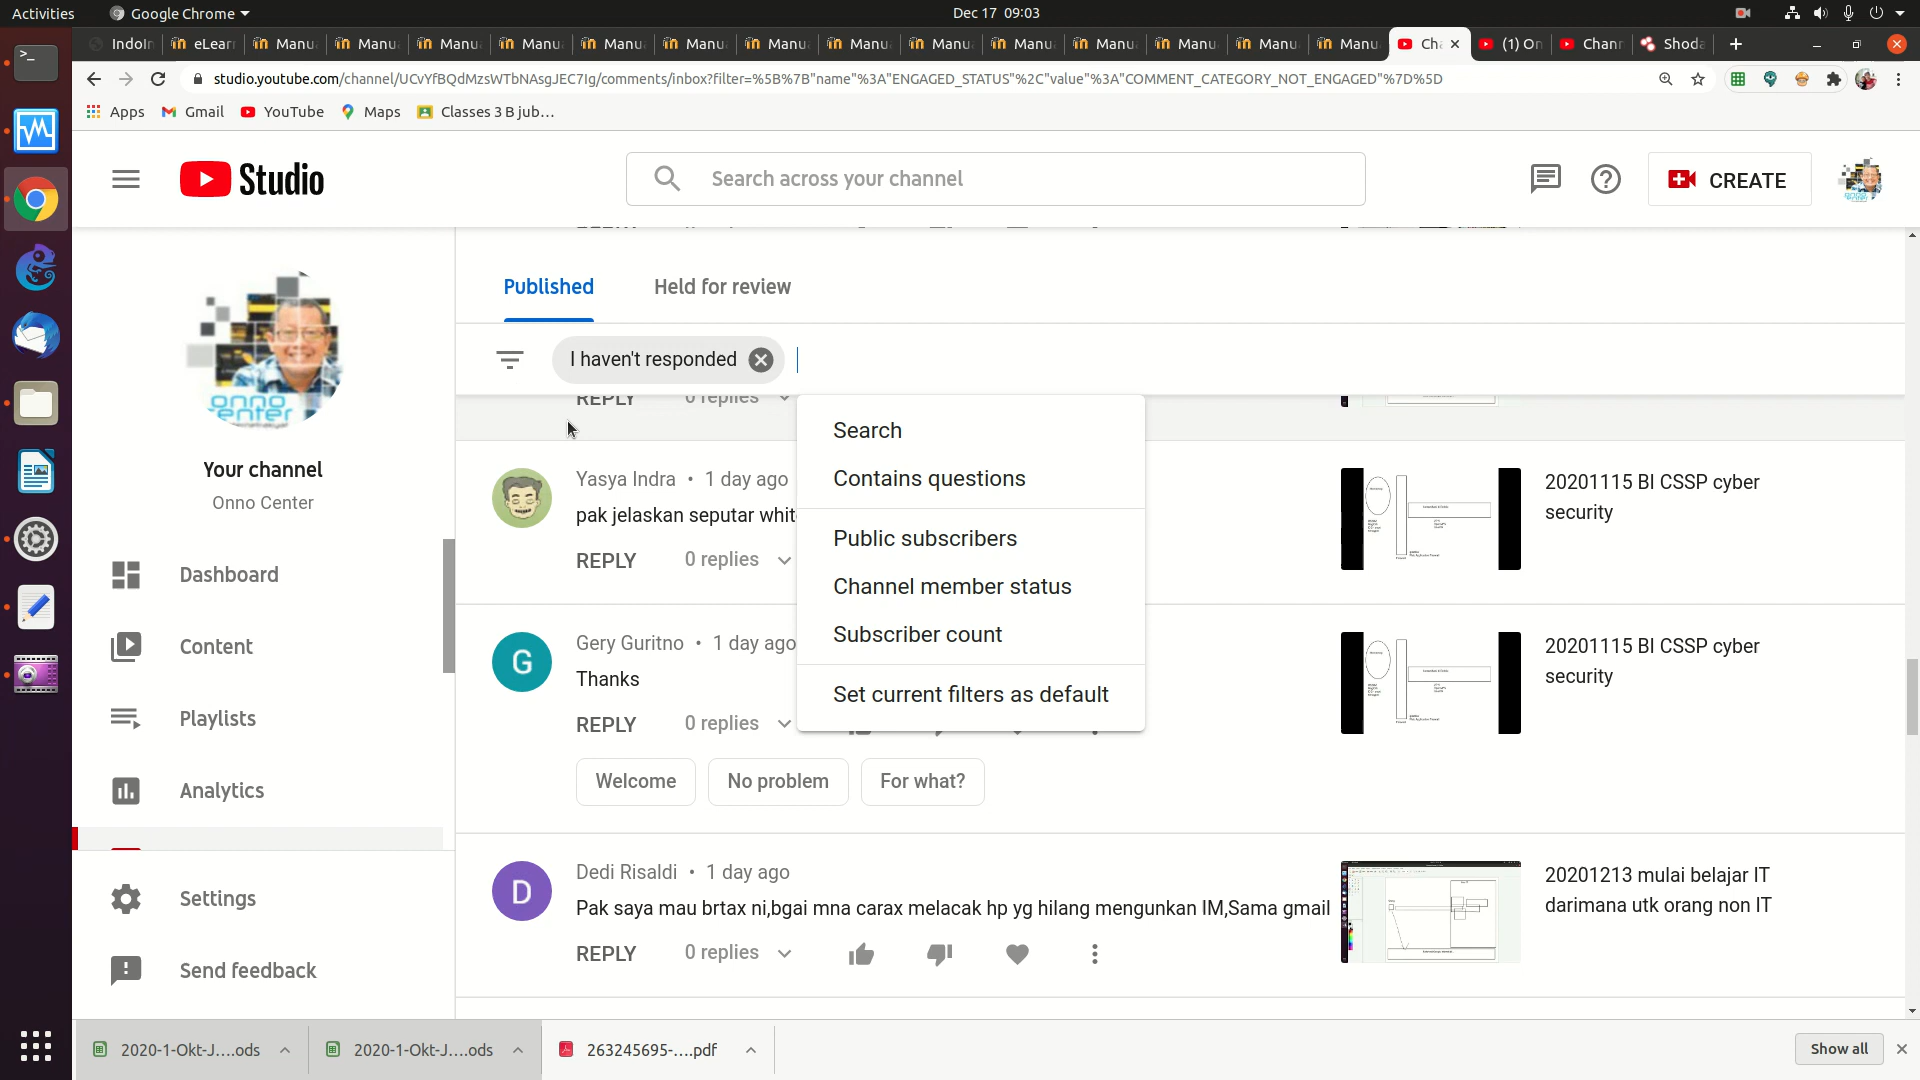 Activities
Google Chrome
Dec 17 09:03
IndoIn
eLearn
Manu
Manu
Manu
Manu
Manu
Manu
Manu
Manu
Manu
Manu
Manu
Manu
Manu
Manu
Ch
(1) On
Chann
Shoda
studio.youtube.com/channel/UCvYfBQdMzsWTbNAsgJEC7Ig/comments/inbox?filter=%5B%7B"name"%3A"ENGAGED_STATUS"%2C"value"%3A"COMMENT_CATEGORY_NOT_ENGAGED"%7D%5D
Apps
Gmail
YouTube
Maps
Classes 3 B jub...
Studio
Search across your channel
CREATE
onno
center
Your channel
Onno Center
Dashboard
Content
Playlists
Analytics
Settings
Send feedback
Published
Held for review
I haven't responded
REPLY
0 replies
Search
Contains questions
Public subscribers
Channel member status
Subscriber count
Set current filters as default
Yasya Indra • 1 day ago
pak jelaskan seputar whit
REPLY
0 replies
20201115 BI CSSP cyber
security
G
Gery Guritno • 1 day ago
Thanks
REPLY
0 replies
Welcome
No problem
For what?
20201115 BI CSSP cyber
security
D
Dedi Risaldi • 1 day ago
Pak saya mau brtax ni,bgai mna carax melacak hp yg hilang mengunkan IM,Sama gmail
REPLY
0 replies
20201213 mulai belajar IT
darimana utk orang non IT
2020-1-Okt-J....ods
2020-1-Okt-J....ods
263245695-....pdf
Show all